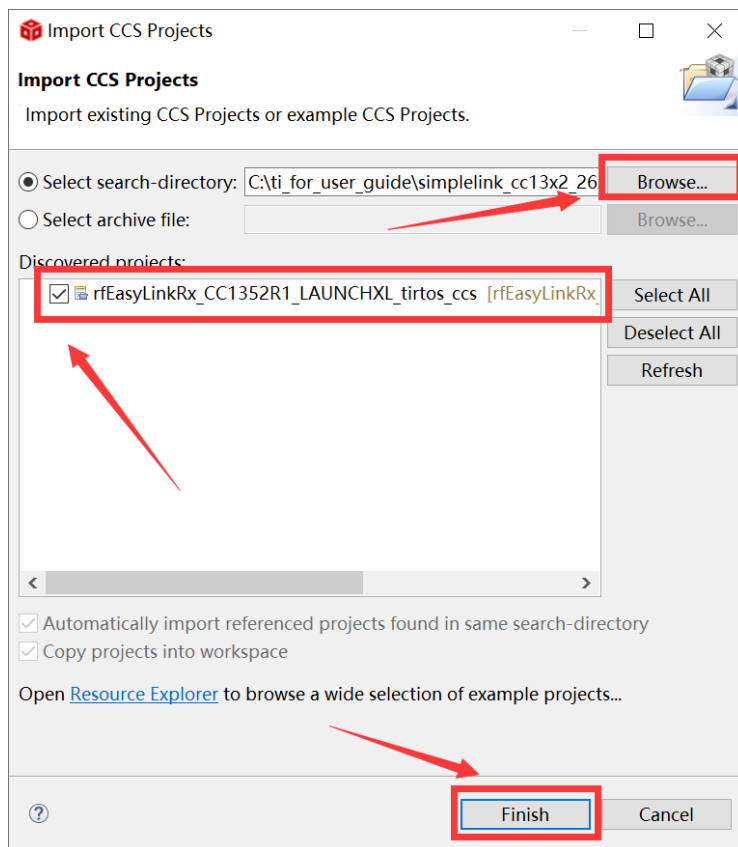 Import CCS Projects
Import CCS Projects
Import existing CCS Projects or example CCS Projects.
Select search-directory: C:\ti_for_user_guide\simplelink_cc13x2_26 Browse...
Select archive file: Browse...
Discovered projects:
rfEasyLinkRx_CC1352R1_LAUNCHXL_tirtos_ccs [rfEasyLinkRx_ Select All
Deselect All
Refresh
Automatically import referenced projects found in same search-directory
Copy projects into workspace
Open Resource Explorer to browse a wide selection of example projects...
Finish Cancel